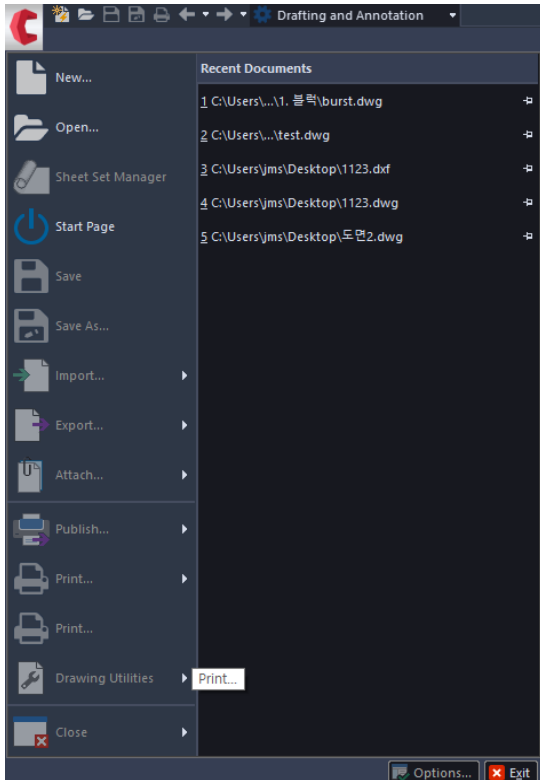 Drafting and Annotation
New...
Open...
Sheet Set Manager
Start Page
Save
Save As...
Import...
Export...
Attach...
Publish...
Print...
Print...
Drawing Utilities
Close
Recent Documents
1 C:\Users\...\1. 블럭\burst.dwg
2 C:\Users\...\test.dwg
3 C:\Users\jms\Desktop\1123.dxf
4 C:\Users\jms\Desktop\1123.dwg
5 C:\Users\jms\Desktop\도면2.dwg
Print...
Options...
Exit